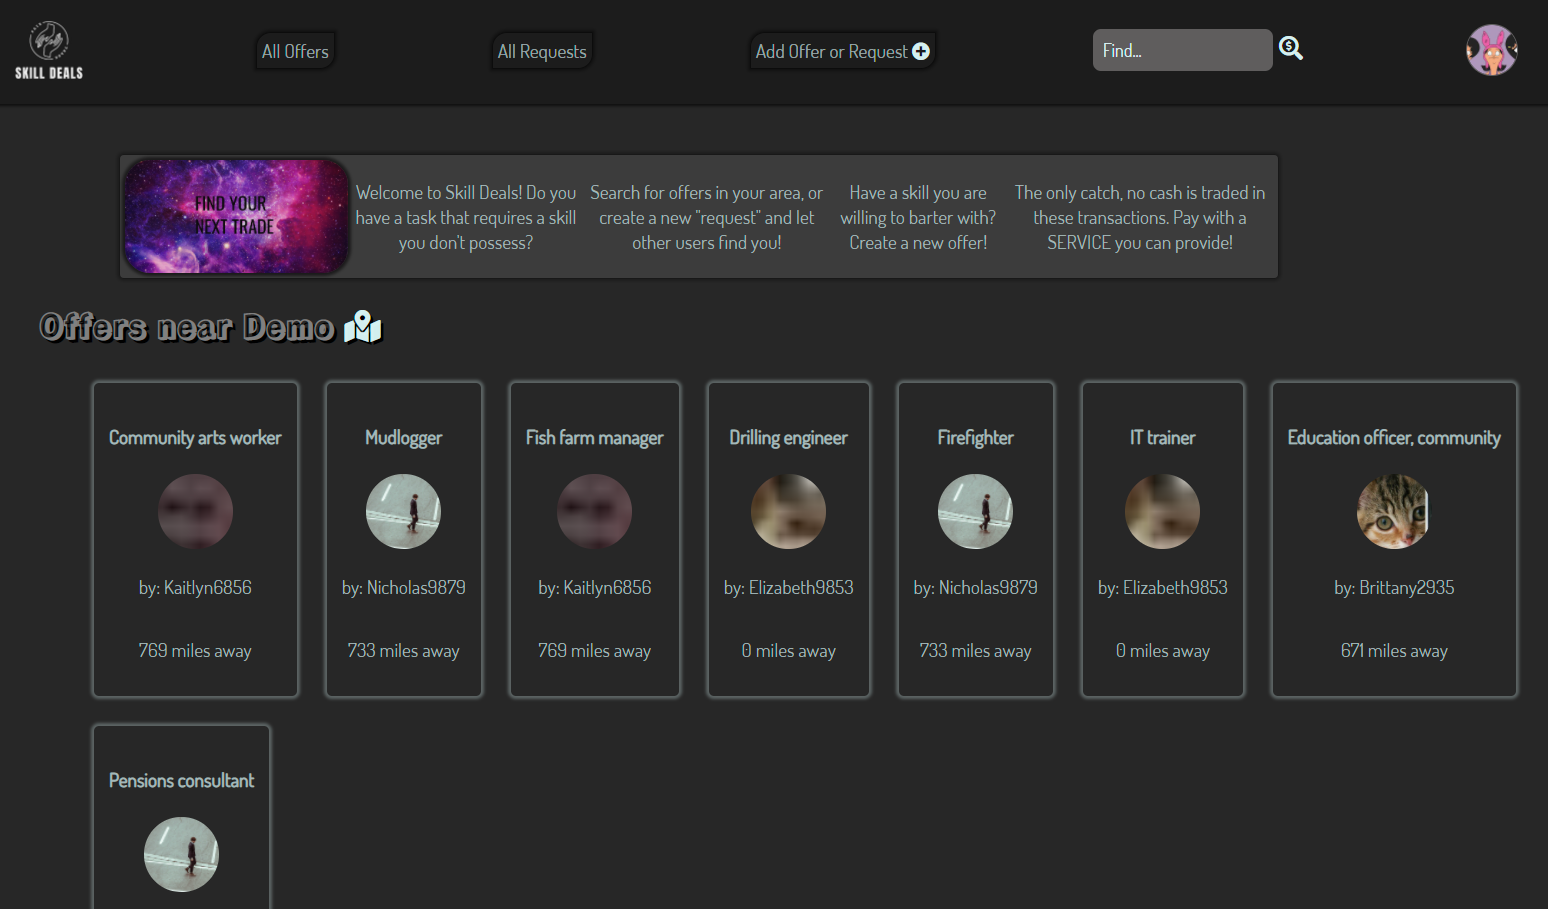 SKILL DEALS
All Offers
All Requests
Add Offer or Request
Find...
FIND YOUR
NEXT TRADE
Welcome to Skill Deals! Do you
have a task that requires a skill
you don't possess?
Search for offers in your area, or
create a new "request" and let
other users find you!
Have a skill you are
willing to barter with?
Create a new offer!
The only catch, no cash is traded in
these transactions. Pay with a
SERVICE you can provide!
Offers near Demo
Community arts worker
by: Kaitlyn6856
769 miles away
Mudlogger
by: Nicholas9879
733 miles away
Fish farm manager
by: Kaitlyn6856
769 miles away
Drilling engineer
by: Elizabeth9853
0 miles away
Firefighter
by: Nicholas9879
733 miles away
IT trainer
by: Elizabeth9853
0 miles away
Education officer, community
by: Brittany2935
671 miles away
Pensions consultant